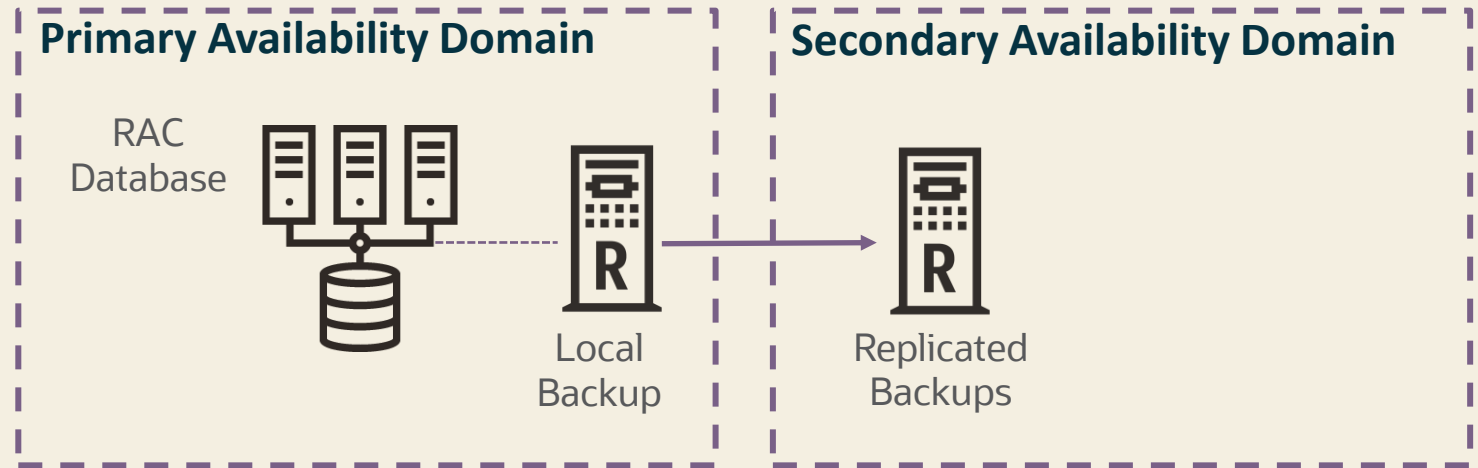 Primary Availability Domain
Secondary Availability Domain
RAC
Database
R
R
Local
Backup
Replicated
Backups